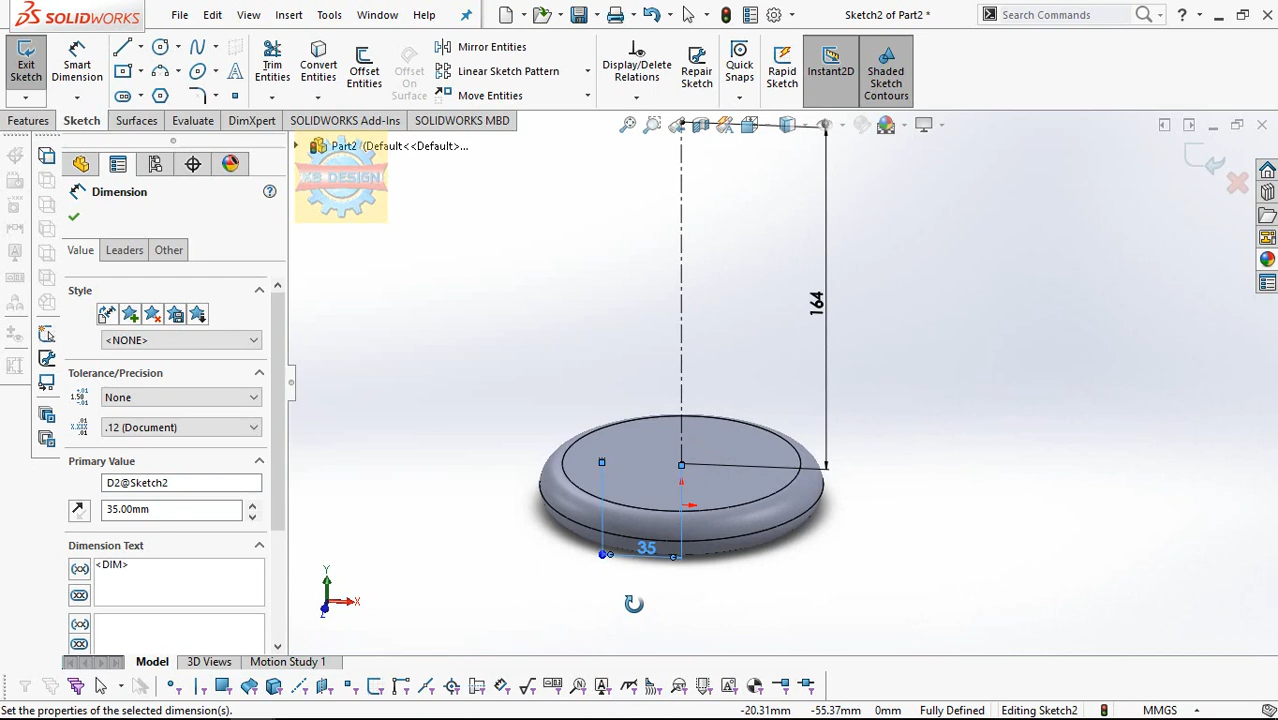 SOLIDWORKS
File Edit View Insert Tools Window Help
Sketch2 of Part2 *
Search Commands
Exit Sketch
Smart Dimension
Trim Entities
Convert Entities
Offset Entities
Offset On Surface
Mirror Entities
Linear Sketch Pattern
Move Entities
Display/Delete Relations
Repair Sketch
Quick Snaps
Rapid Sketch
Instant2D
Shaded Sketch Contours
Features Sketch Surfaces Evaluate DimXpert SOLIDWORKS Add-Ins SOLIDWORKS MBD
Part2 (Default<<Default>...
KB DESIGN
Dimension
Value Leaders Other
Style
<NONE>
Tolerance/Precision
None
.12 (Document)
Primary Value
D2@Sketch2
35.00mm
Dimension Text
<DIM>
164
35
Y
X
Z
Model 3D Views Motion Study 1
Set the properties of the selected dimension(s).
-20.31mm -55.37mm 0mm Fully Defined Editing Sketch2 MMGS